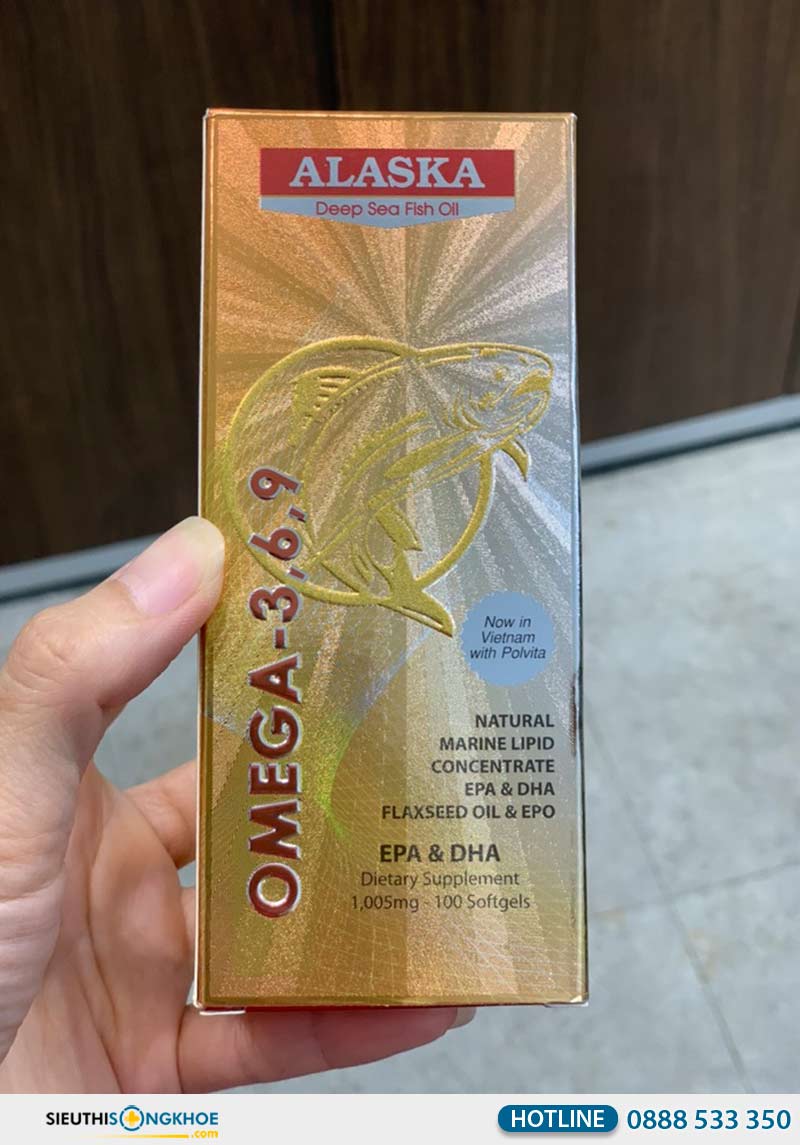 ALASKA
Deep Sea Fish Oil
OMEGA-3,6,9
Now in
Vietnam
with Polvita
NATURAL
MARINE LIPID
CONCENTRATE
EPA & DHA
FLAXSEED OIL & EPO
EPA & DHA
Dietary Supplement
1,005mg - 100 Softgels
SIEUTHISONGKHOE
.com
HOTLINE 0888 533 350